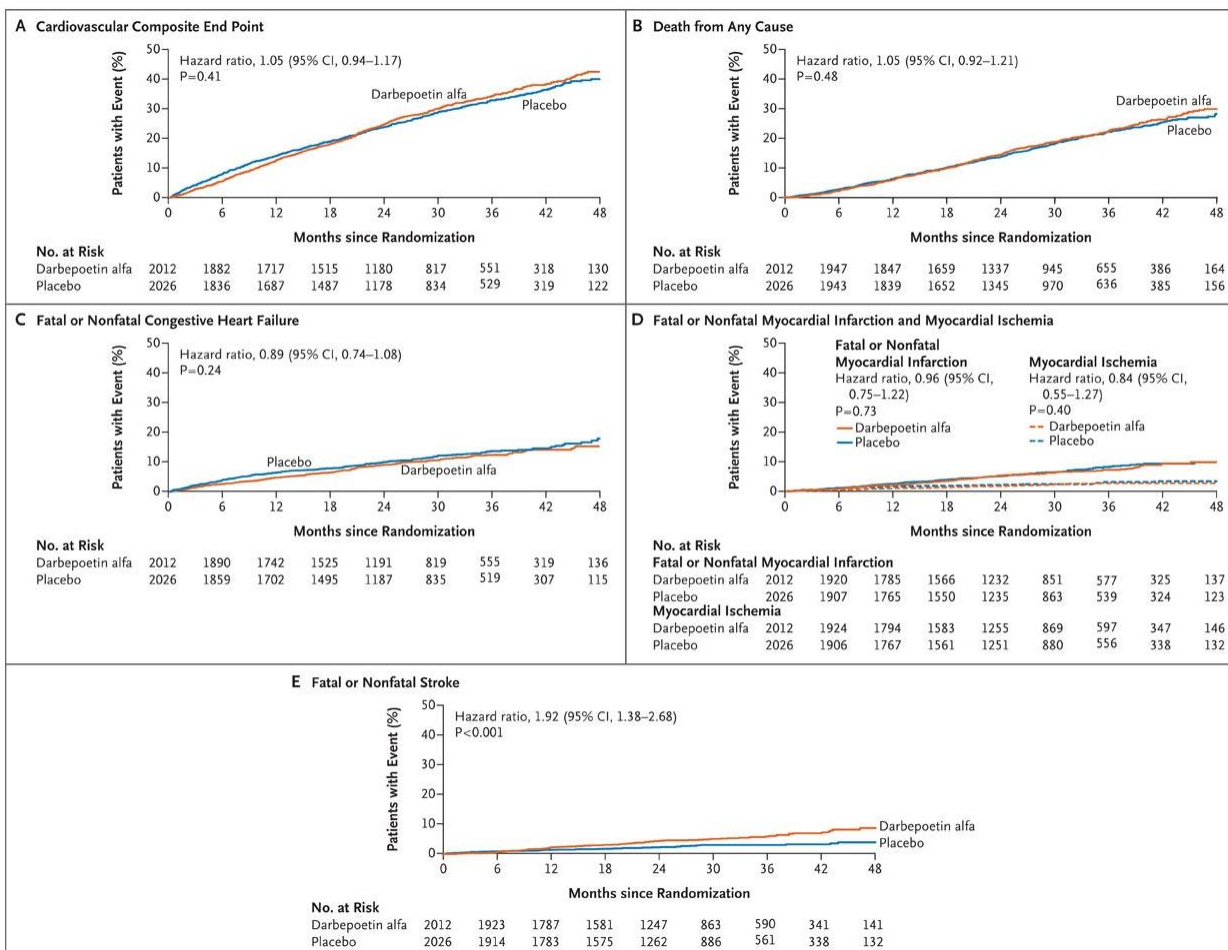 A Cardiovascular Composite End Point
Patients with Event (%)
50
40
30
20
10
0
Hazard ratio, 1.05 (95% CI, 0.94–1.17)
P=0.41
Darbepoetin alfa
Placebo
0 6 12 18 24 30 36 42 48
Months since Randomization
No. at Risk
Darbepoetin alfa 2012 1882 1717 1515 1180 817 551 318 130
Placebo 2026 1836 1687 1487 1178 834 529 319 122
B Death from Any Cause
Patients with Event (%)
50
40
30
20
10
0
Hazard ratio, 1.05 (95% CI, 0.92–1.21)
P=0.48
Darbepoetin alfa
Placebo
0 6 12 18 24 30 36 42 48
Months since Randomization
No. at Risk
Darbepoetin alfa 2012 1947 1847 1659 1337 945 655 386 164
Placebo 2026 1943 1839 1652 1345 970 636 385 156
C Fatal or Nonfatal Congestive Heart Failure
Patients with Event (%)
50
40
30
20
10
0
Hazard ratio, 0.89 (95% CI, 0.74–1.08)
P=0.24
Placebo
Darbepoetin alfa
0 6 12 18 24 30 36 42 48
Months since Randomization
No. at Risk
Darbepoetin alfa 2012 1890 1742 1525 1191 819 555 319 136
Placebo 2026 1859 1702 1495 1187 835 519 307 115
D Fatal or Nonfatal Myocardial Infarction and Myocardial Ischemia
Patients with Event (%)
50
40
30
20
10
0
Fatal or Nonfatal
Myocardial Infarction
Hazard ratio, 0.96 (95% CI,
0.75–1.22)
P=0.73
Darbepoetin alfa
Placebo
Myocardial Ischemia
Hazard ratio, 0.84 (95% CI,
0.55–1.27)
P=0.40
Darbepoetin alfa
Placebo
0 6 12 18 24 30 36 42 48
Months since Randomization
No. at Risk
Fatal or Nonfatal Myocardial Infarction
Darbepoetin alfa 2012 1920 1785 1566 1232 851 577 325 137
Placebo 2026 1907 1765 1550 1235 863 539 324 123
Myocardial Ischemia
Darbepoetin alfa 2012 1924 1794 1583 1255 869 597 347 146
Placebo 2026 1906 1767 1561 1251 880 556 338 132
E Fatal or Nonfatal Stroke
Patients with Event (%)
50
40
30
20
10
0
Hazard ratio, 1.92 (95% CI, 1.38–2.68)
P<0.001
Darbepoetin alfa
Placebo
0 6 12 18 24 30 36 42 48
Months since Randomization
No. at Risk
Darbepoetin alfa 2012 1923 1787 1581 1247 863 590 341 141
Placebo 2026 1914 1783 1575 1262 886 561 338 132